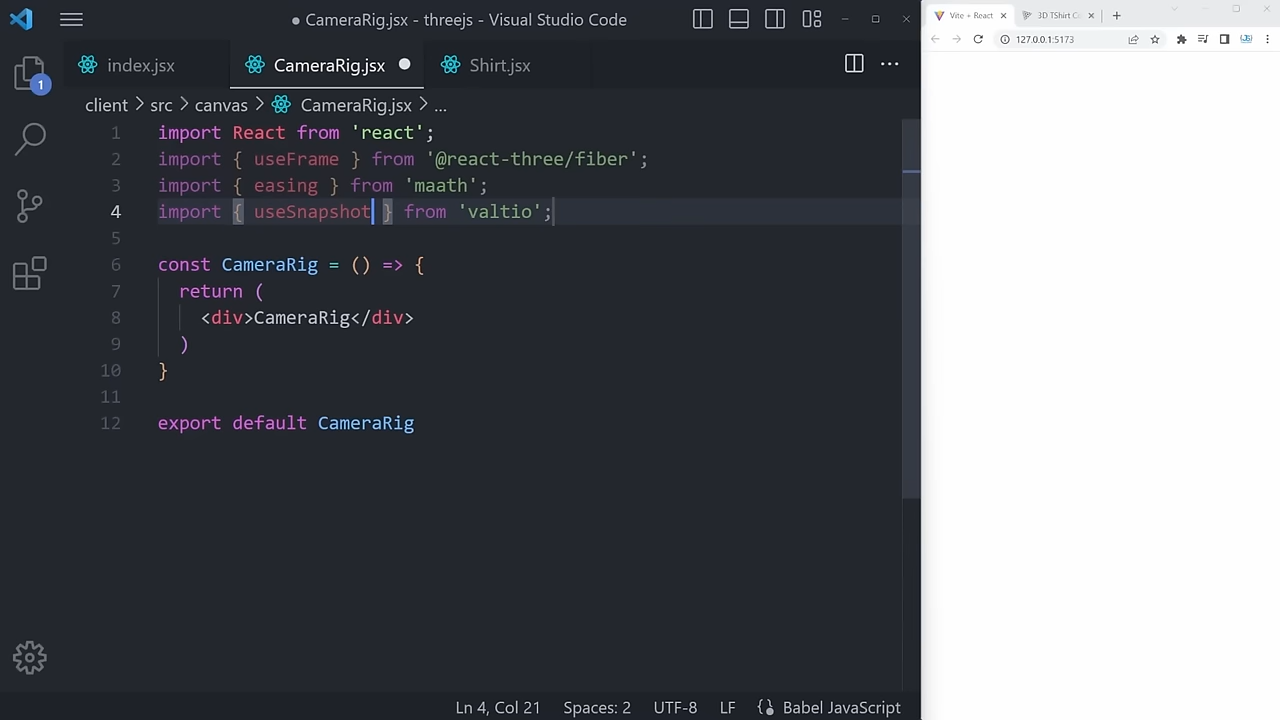 CameraRig.jsx - threejs - Visual Studio Code
index.jsx
CameraRig.jsx
Shirt.jsx
client > src > canvas > CameraRig.jsx > ...
1 import React from 'react';
2 import { useFrame } from '@react-three/fiber';
3 import { easing } from 'maath';
4 import { useSnapshot } from 'valtio';
5
6 const CameraRig = () => {
7 return (
8 <div>CameraRig</div>
9 )
10 }
11
12 export default CameraRig
1
Ln 4, Col 21 Spaces: 2 UTF-8 LF Babel JavaScript
Vite + React
3D TShirt
127.0.0.1:5173